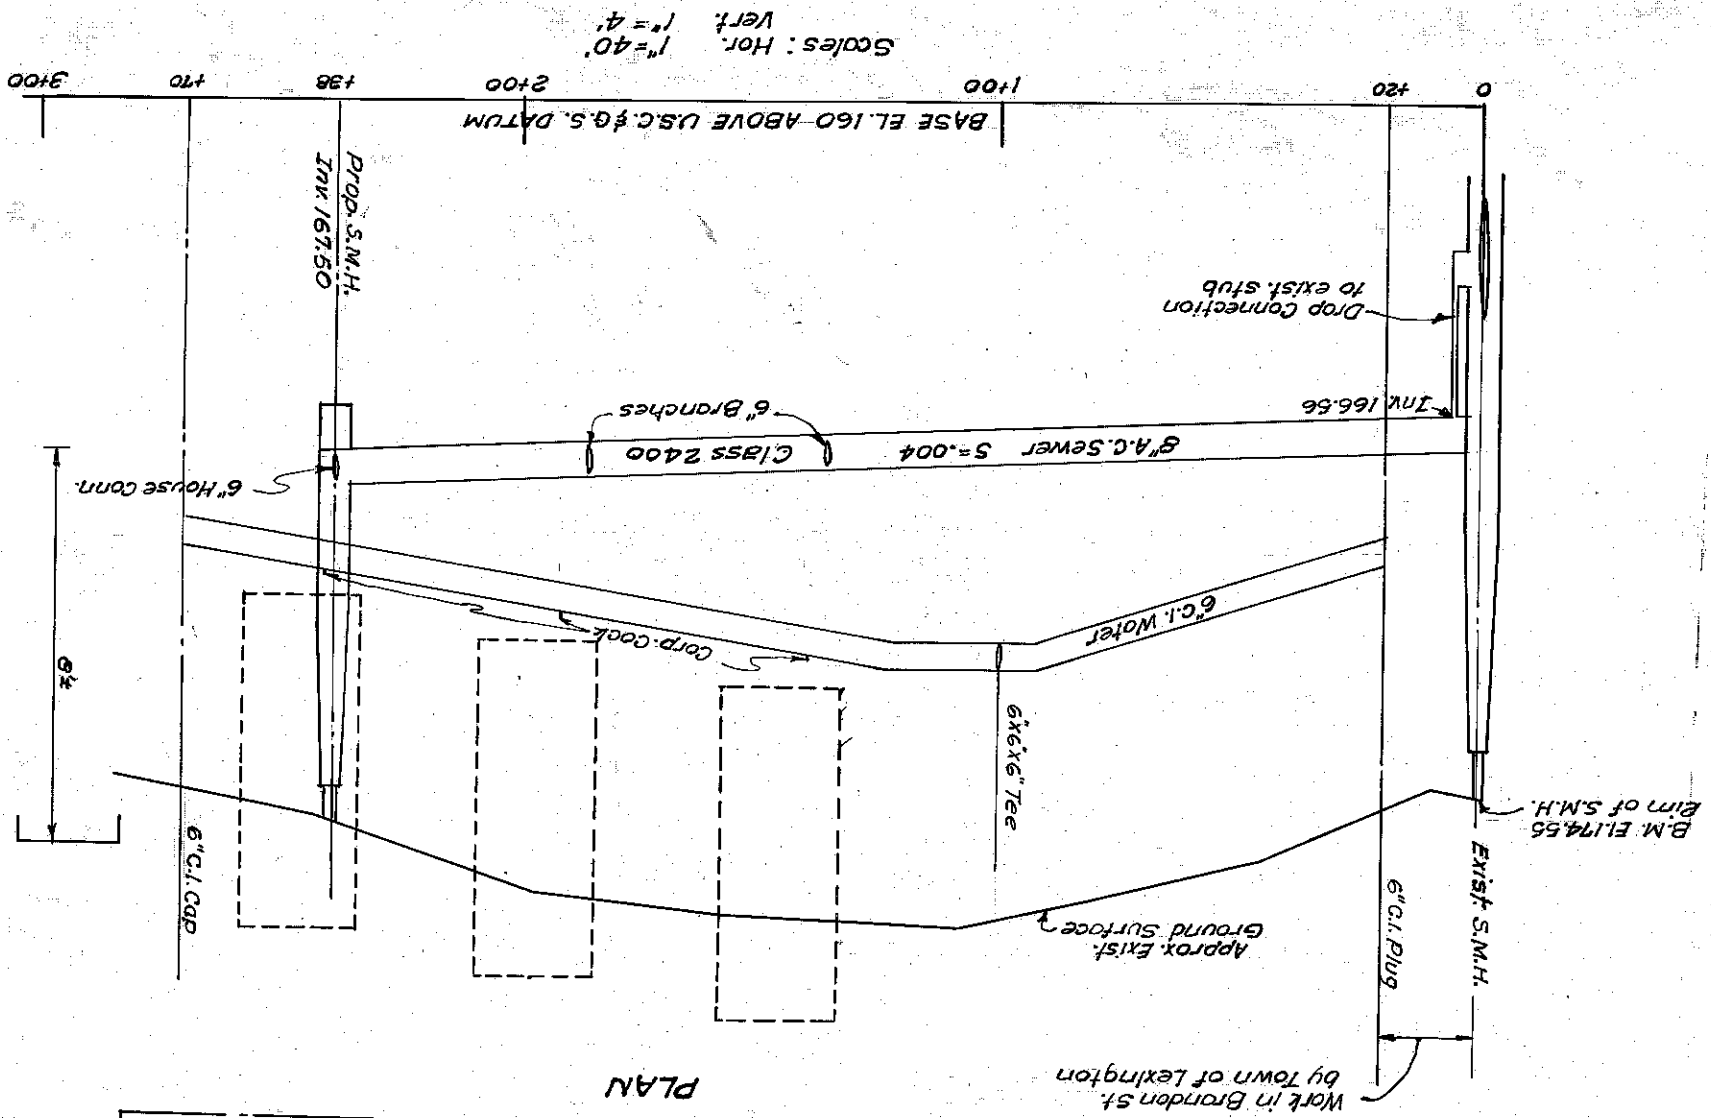 PLAN
Work in Brandon St.
by Town of Lexington
Exist. S.M.H.
6"C.I. Plug
Approx. Exist.
Ground Surface
6"C.I. Cap
B.M. El.174.55
Rim of S.M.H.
6"x6"x6" Tee
8'±
6"C.I. Water
Corp. Cock
6"House Conn.
8"A.C. Sewer S=.004 Class 2400
Inv. 166.56
6"Branches
Drop Connection
to exist. stub
Prop. S.M.H.
Inv. 167.50
BASE EL.160 ABOVE U.S.C.&G.S. DATUM
0 +20 1+00 2+00 +38 +70 3+00
Scales: Hor. 1"=40'
Vert. 1"=4'